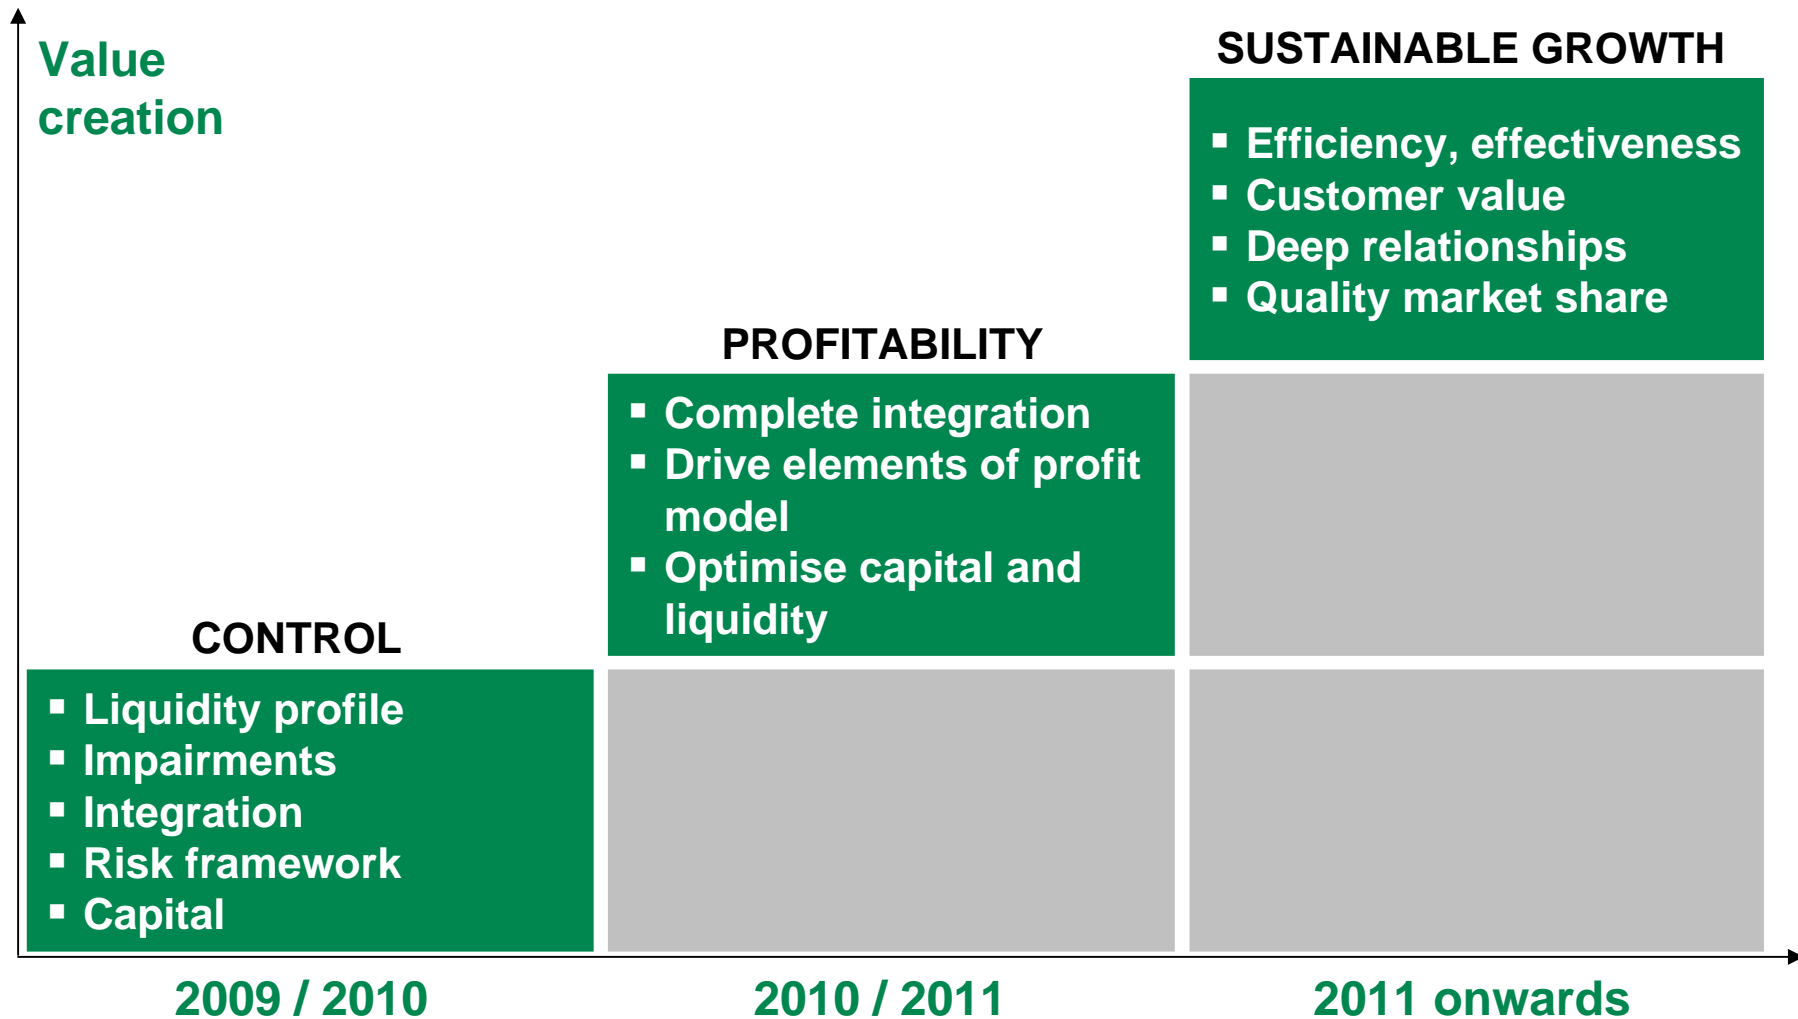 Value
creation
SUSTAINABLE GROWTH
▪ Efficiency, effectiveness
▪ Customer value
▪ Deep relationships
▪ Quality market share
PROFITABILITY
▪ Complete integration
▪ Drive elements of profit
model
▪ Optimise capital and
liquidity
CONTROL
▪ Liquidity profile
▪ Impairments
▪ Integration
▪ Risk framework
▪ Capital
2009 / 2010
2010 / 2011
2011 onwards